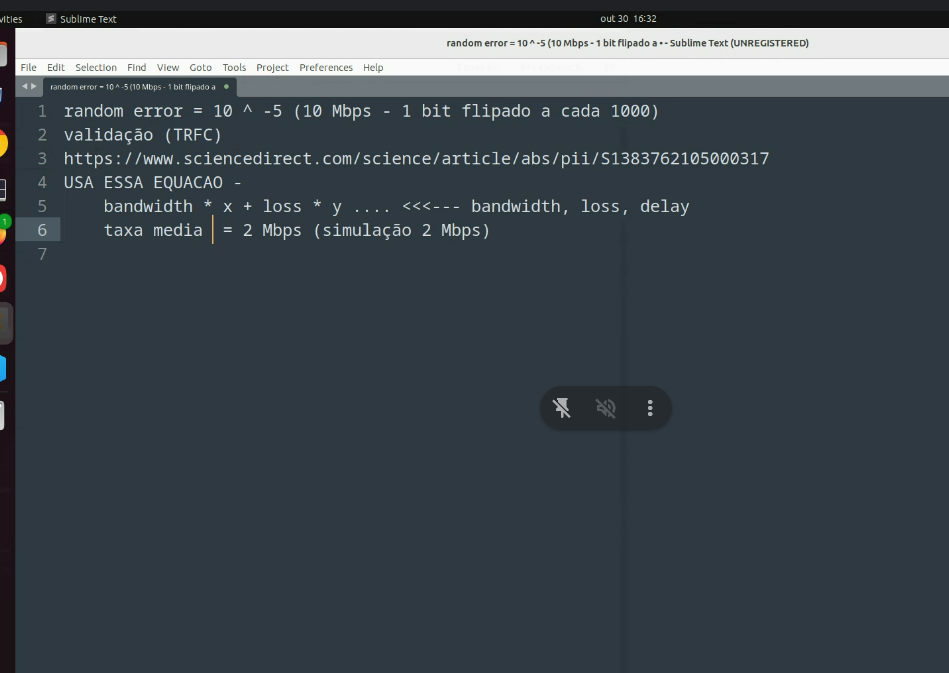 vities Sublime Text out 30 16:32
random error = 10 ^ -5 (10 Mbps - 1 bit flipado a • - Sublime Text (UNREGISTERED)
File Edit Selection Find View Goto Tools Project Preferences Help
random error = 10 ^ -5 (10 Mbps - 1 bit flipado a
1 random error = 10 ^ -5 (10 Mbps - 1 bit flipado a cada 1000)
2 validação (TRFC)
3 https://www.sciencedirect.com/science/article/abs/pii/S1383762105000317
4 USA ESSA EQUACAO -
5 bandwidth * x + loss * y .... <<<--- bandwidth, loss, delay
6 taxa media = 2 Mbps (simulação 2 Mbps)
7
1